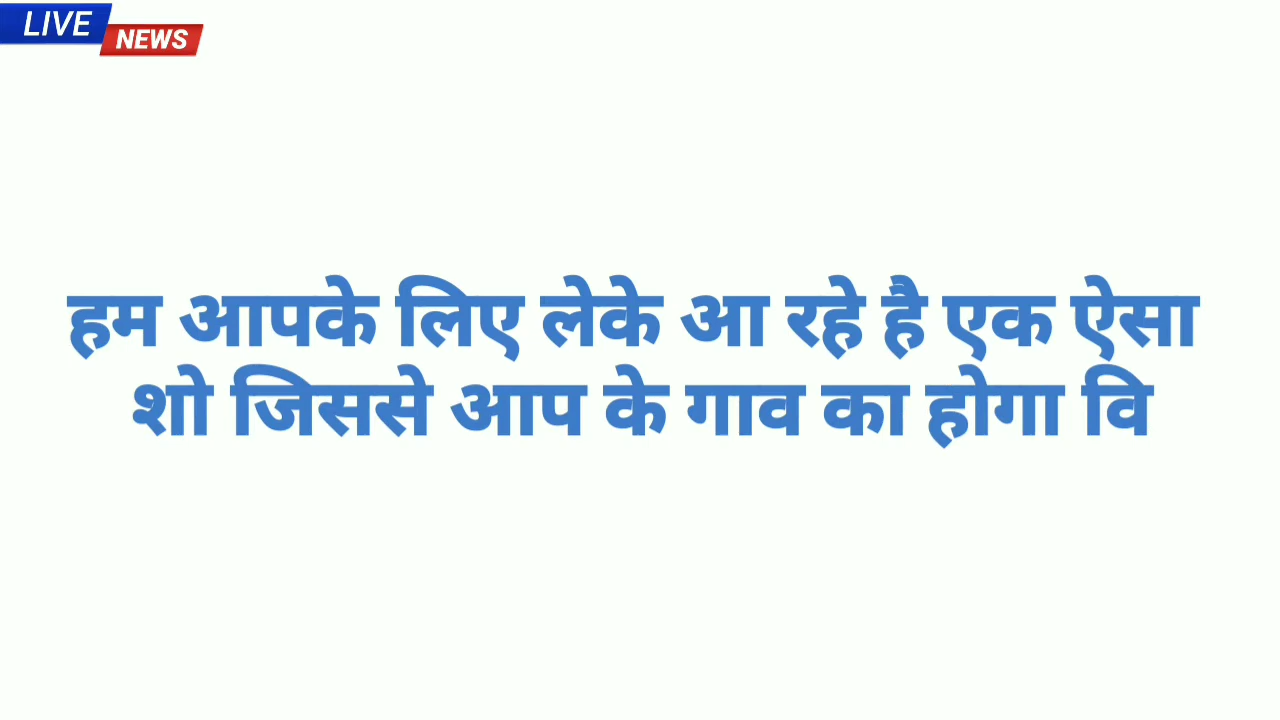 LIVE
NEWS
हम आपके लिए लेके आ रहे है एक ऐसा
शो जिससे आप के गाव का होगा वि